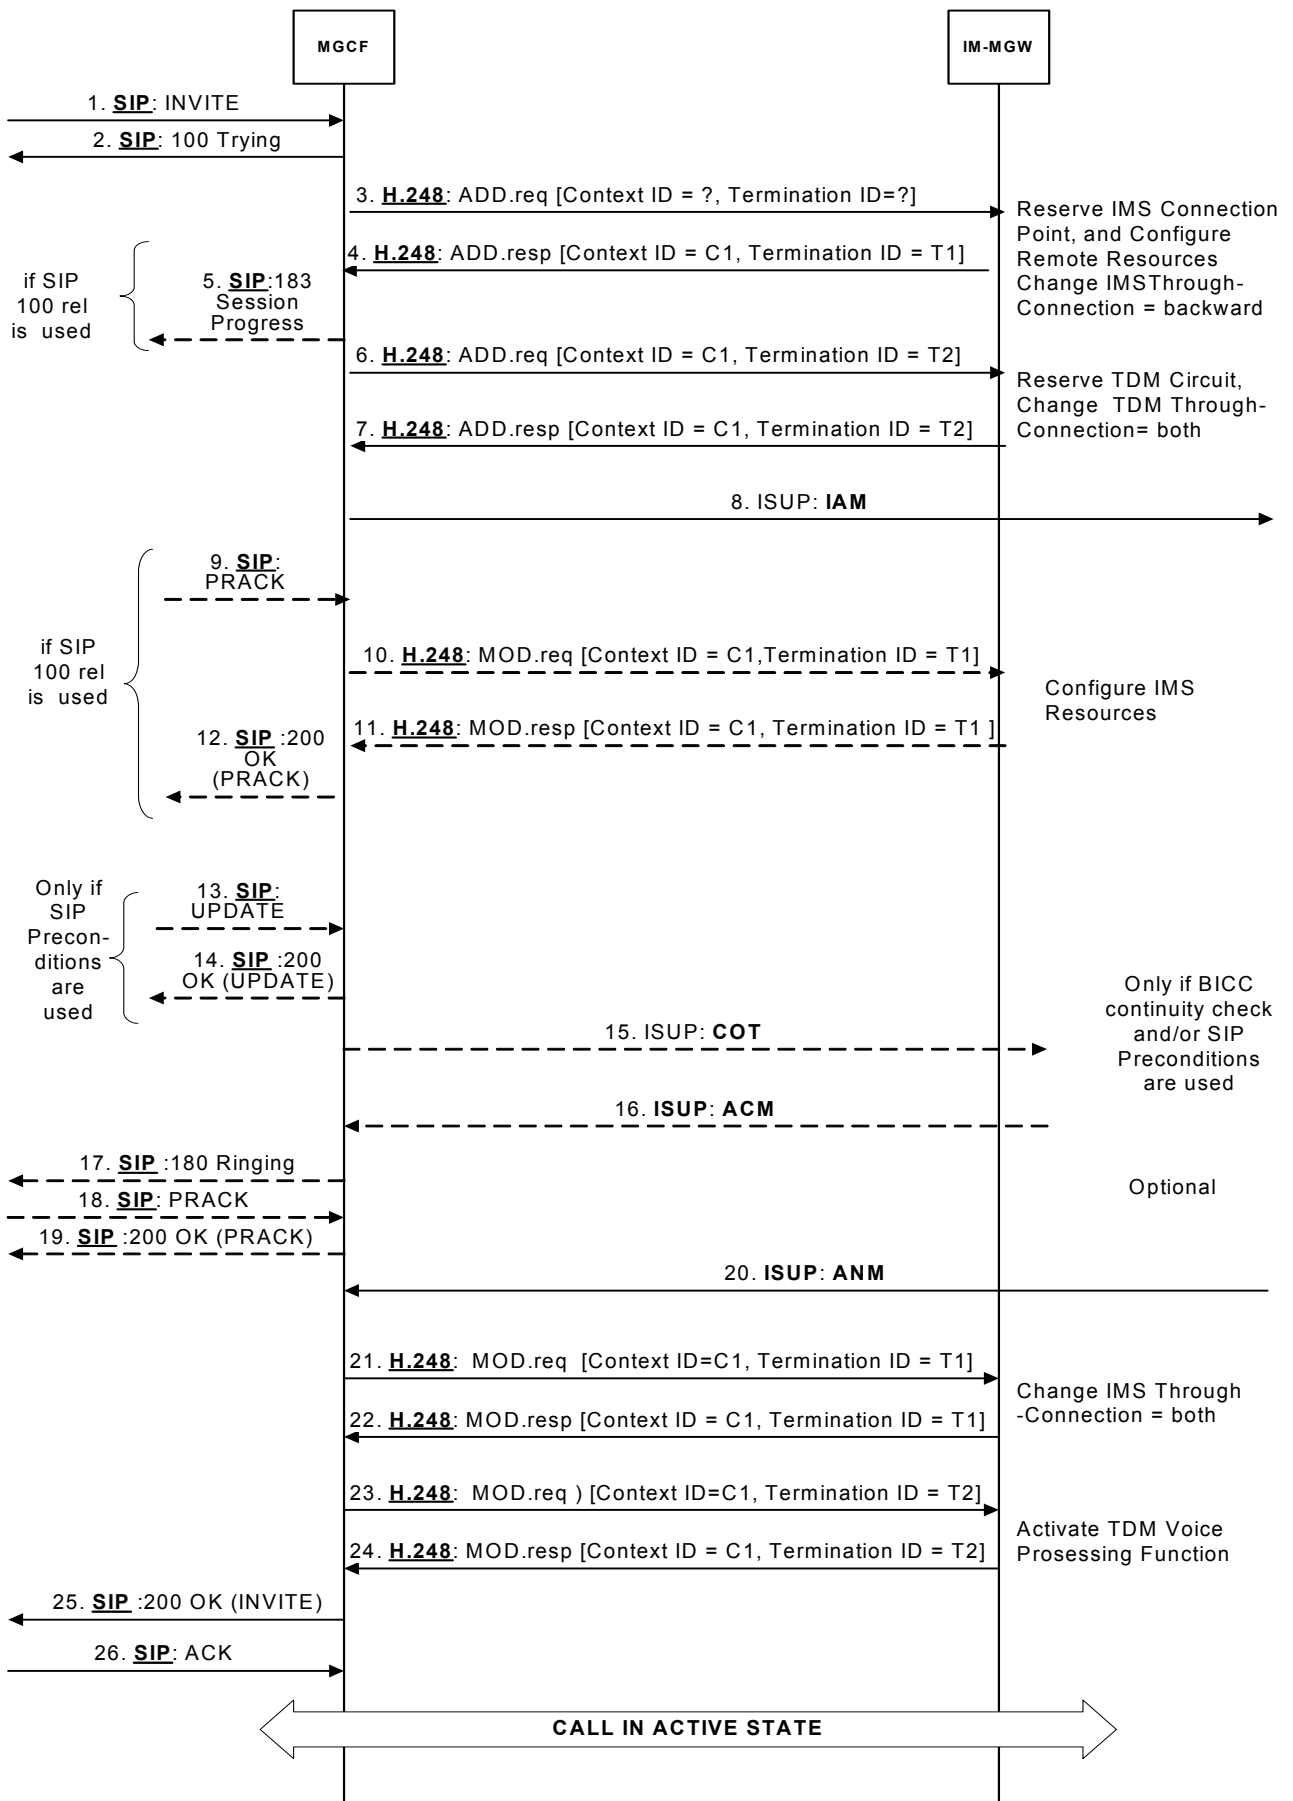 MGCF
IM-MGW
1. SIP: INVITE
2. SIP: 100 Trying
3. H.248: ADD.req [Context ID = ?, Termination ID=?]
Reserve IMS Connection
Point, and Configure
Remote Resources
Change IMSThrough-
Connection = backward
4. H.248: ADD.resp [Context ID = C1, Termination ID = T1]
if SIP
100 rel
is used
5. SIP:183
Session
Progress
6. H.248: ADD.req [Context ID = C1, Termination ID = T2]
Reserve TDM Circuit,
Change TDM Through-
Connection= both
7. H.248: ADD.resp [Context ID = C1, Termination ID = T2]
8. ISUP: IAM
9. SIP:
PRACK
if SIP
100 rel
is used
10. H.248: MOD.req [Context ID = C1,Termination ID = T1]
Configure IMS
Resources
11. H.248: MOD.resp [Context ID = C1, Termination ID = T1 ]
12. SIP :200
OK
(PRACK)
Only if
SIP
Precon-
ditions
are
used
13. SIP:
UPDATE
14. SIP :200
OK (UPDATE)
Only if BICC
continuity check
and/or SIP
Preconditions
are used
15. ISUP: COT
16. ISUP: ACM
17. SIP :180 Ringing
Optional
18. SIP: PRACK
19. SIP :200 OK (PRACK)
20. ISUP: ANM
21. H.248: MOD.req [Context ID=C1, Termination ID = T1]
Change IMS Through
-Connection = both
22. H.248: MOD.resp [Context ID = C1, Termination ID = T1]
23. H.248: MOD.req ) [Context ID=C1, Termination ID = T2]
Activate TDM Voice
Prosessing Function
24. H.248: MOD.resp [Context ID = C1, Termination ID = T2]
25. SIP :200 OK (INVITE)
26. SIP: ACK
CALL IN ACTIVE STATE